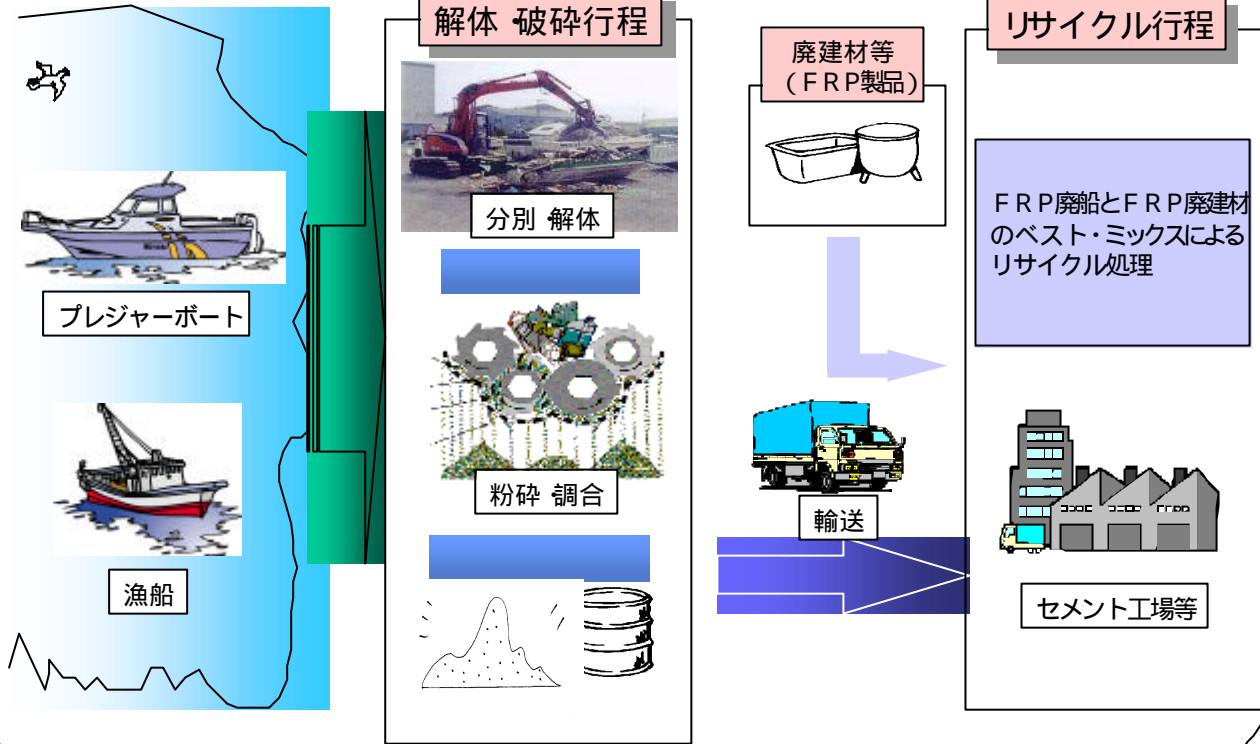 解体・破砕行程
リサイクル行程
廃建材等
（ＦＲＰ製品）
分別・解体
ＦＲＰ廃船とＦＲＰ廃建材
のベスト・ミックスによる
リサイクル処理
プレジャーボート
粉砕・調合
輸送
漁船
セメント工場等